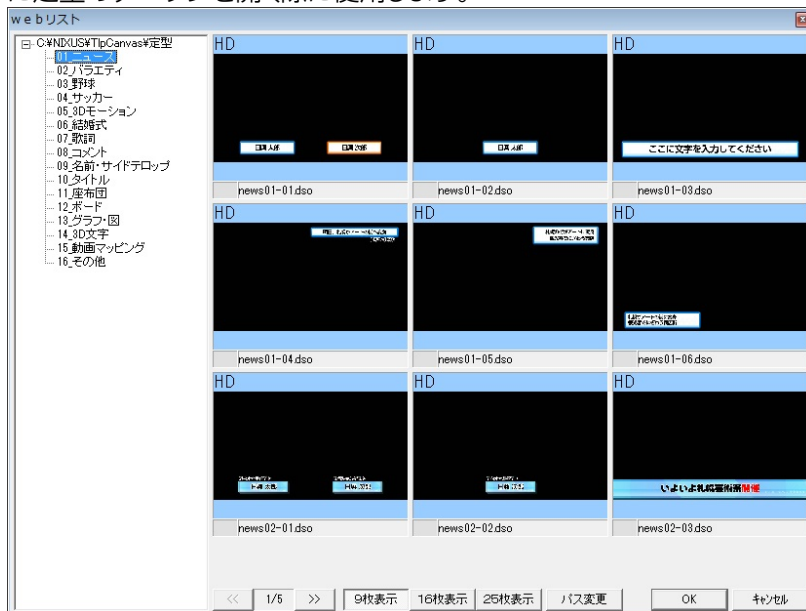 ｗｅｂリスト
C:¥NIXUS¥TlpCanvas¥定型
01_ニュース
02_バラエティ
03_野球
04_サッカー
05_3Dモーション
06_結婚式
07_歌詞
08_コメント
09_名前・サイドテロップ
10_タイトル
11_座布団
12_ボード
13_グラフ・図
14_3D文字
15_動画マッピング
16_その他
HD HD HD
ここに文字を入力してください
news01-01.dso news01-02.dso news01-03.dso
HD HD HD
news01-04.dso news01-05.dso news01-06.dso
HD HD HD
いよいよ札幌芸術祭開催
news02-01.dso news02-02.dso news02-03.dso
<< 1/5 >> 9枚表示 16枚表示 25枚表示 パス変更 OK ｷｬﾝｾﾙ